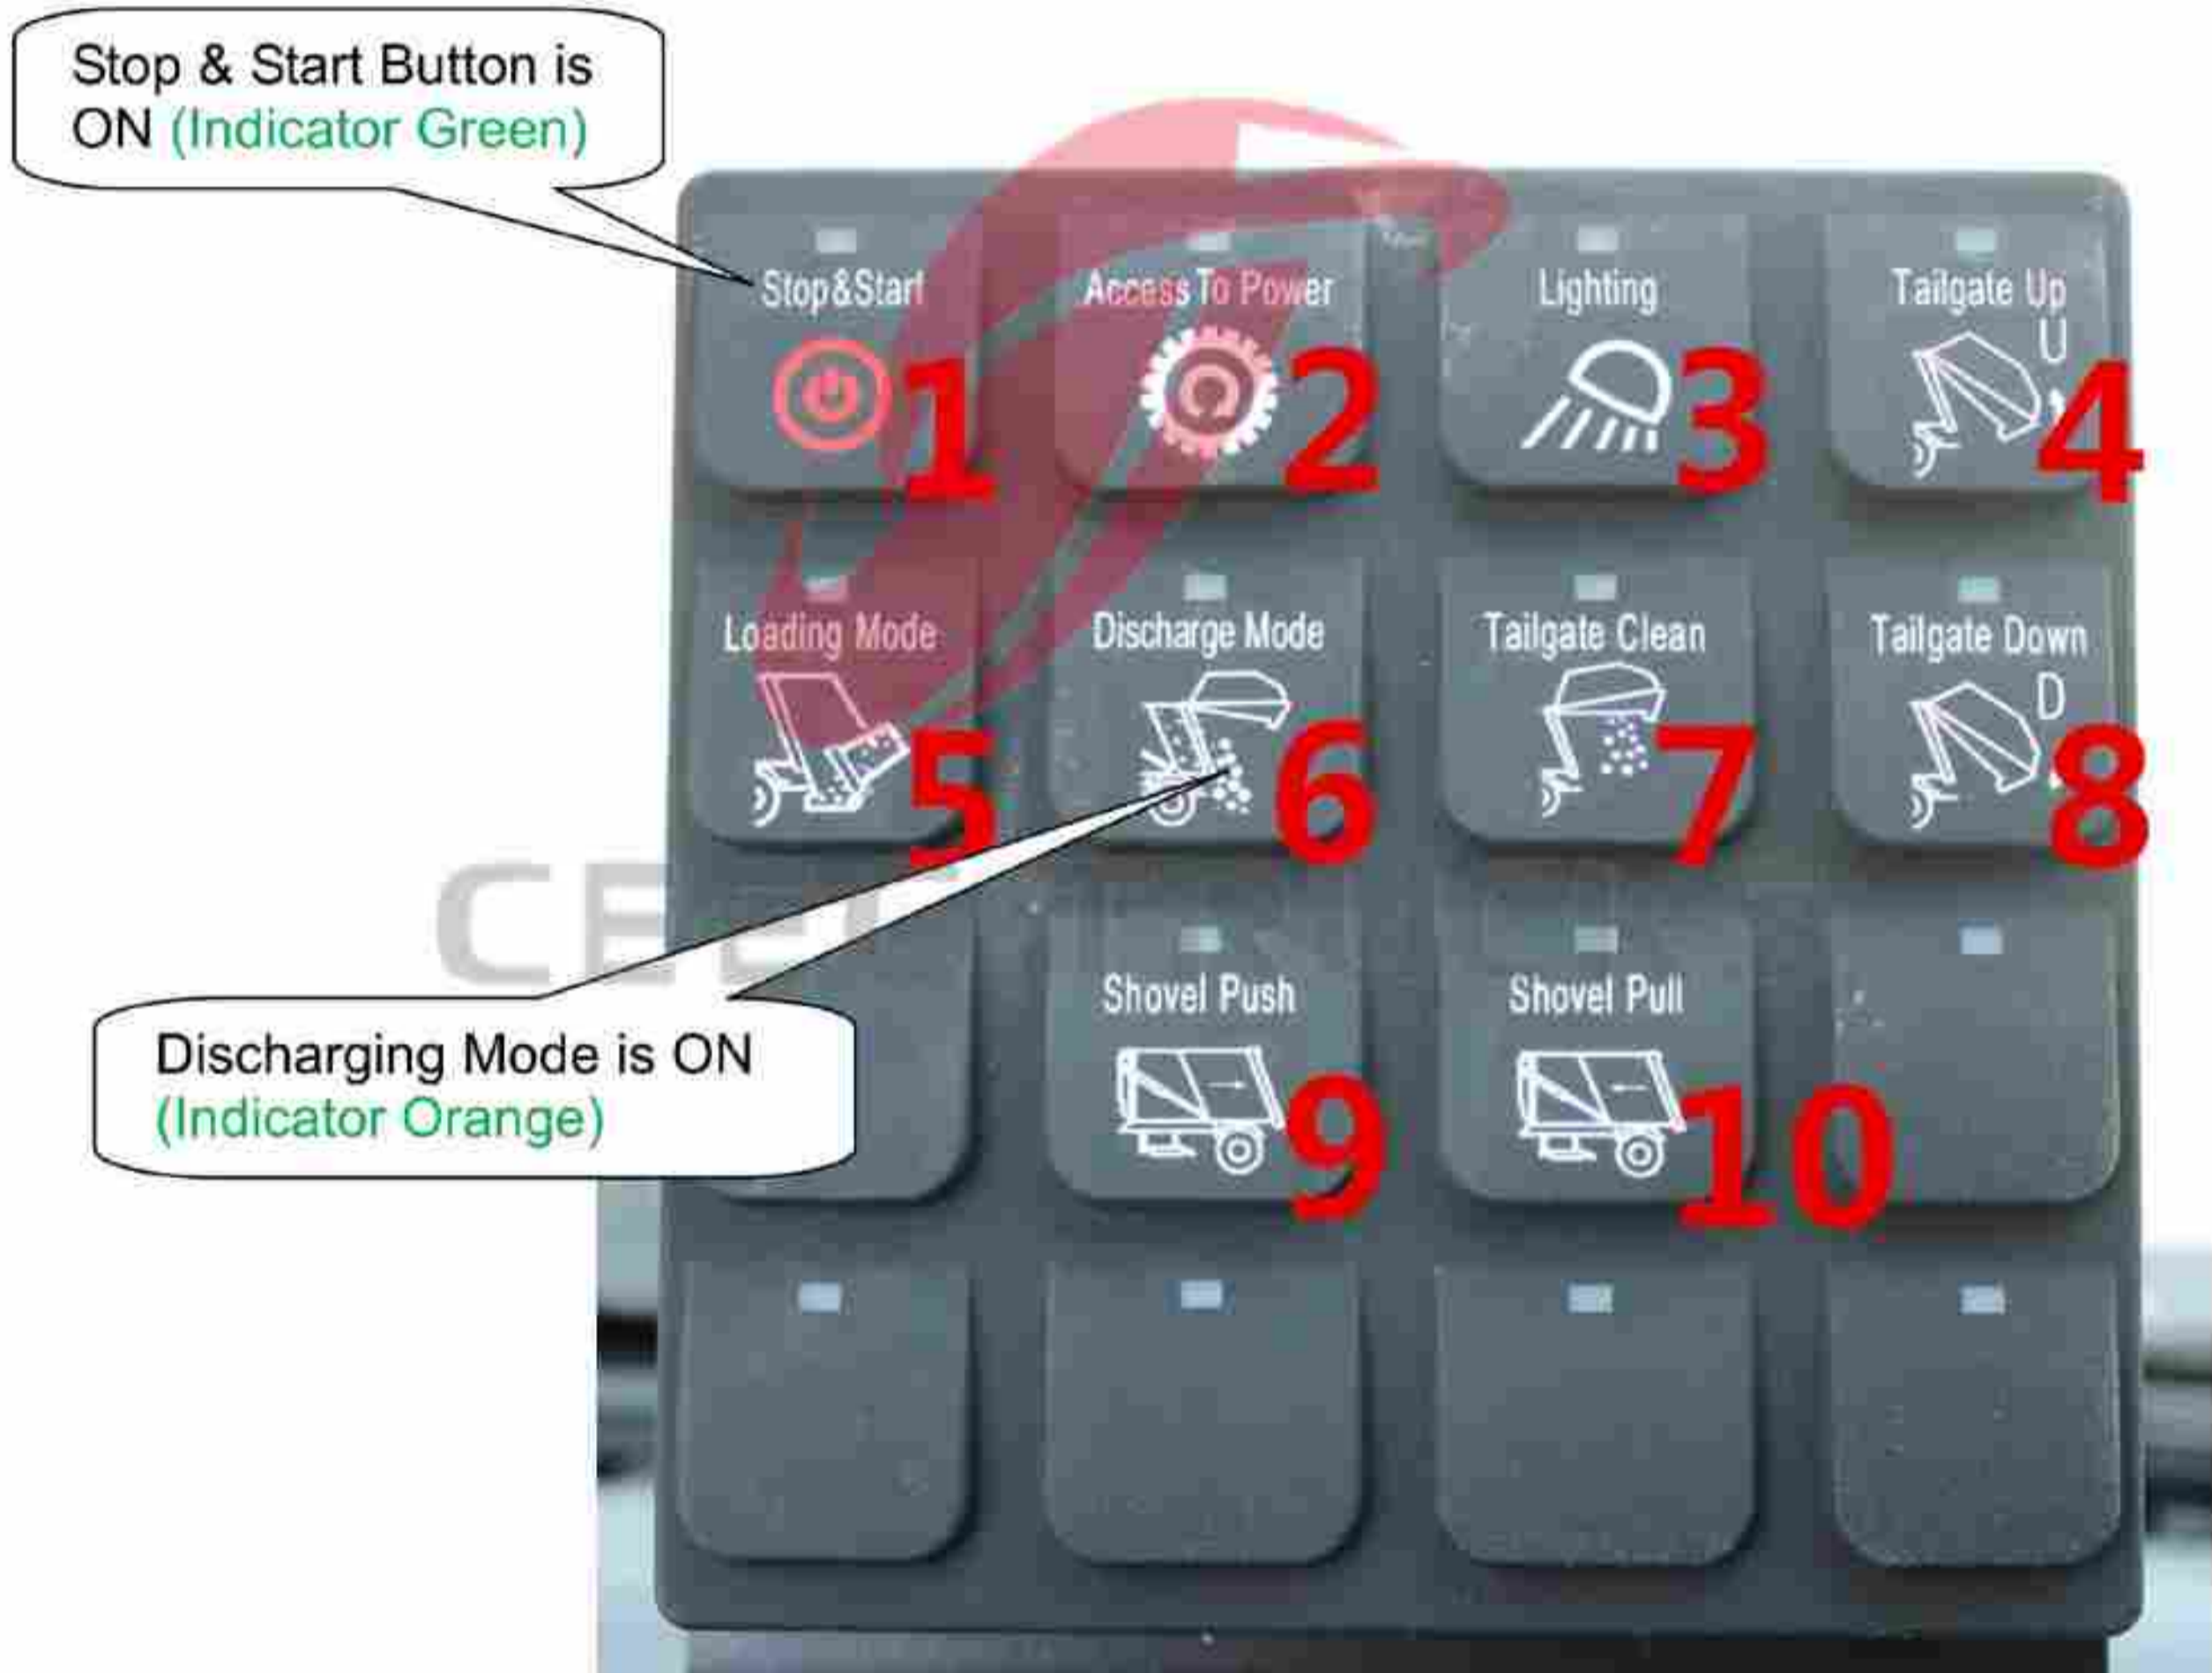 Stop & Start Button is
ON (Indicator Green)
Stop&Start
1
Access To Power
2
Lighting
3
Tailgate Up
U
4
Loading Mode
5
Discharge Mode
6
Tailgate Clean
7
Tailgate Down
D
8
Discharging Mode is ON
(Indicator Orange)
Shovel Push
9
Shovel Pull
10